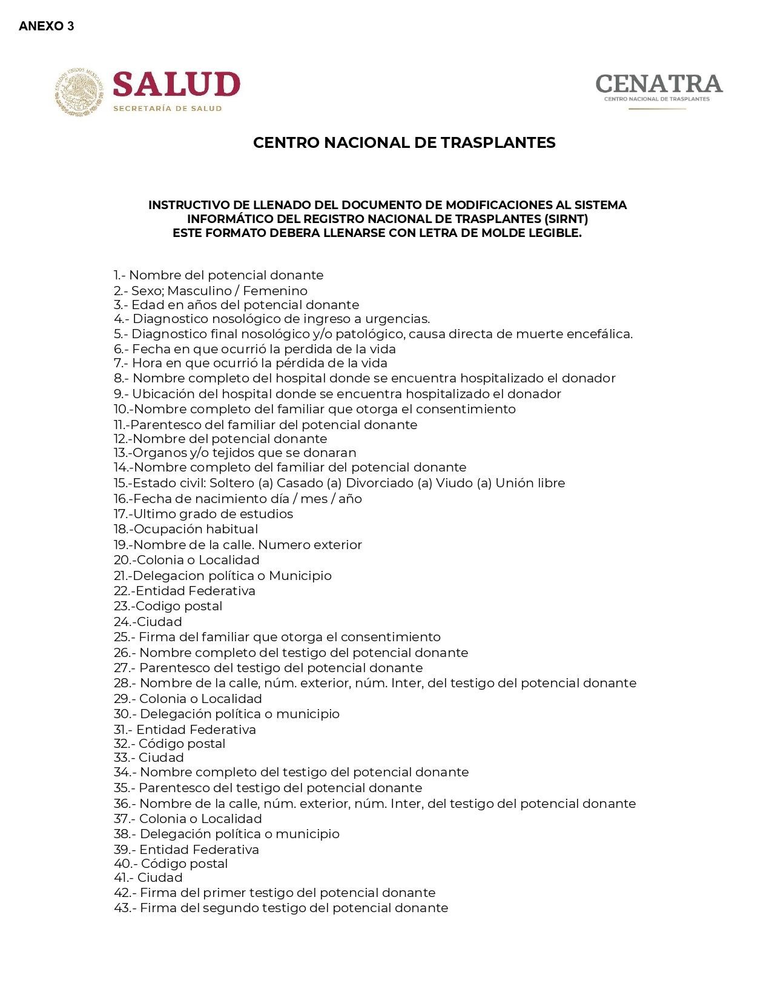 ANEXO 3
ESTADOS UNIDOS MEXICANOS
SALUD
SECRETARÍA DE SALUD
CENATRA
CENTRO NACIONAL DE TRASPLANTES
CENTRO NACIONAL DE TRASPLANTES
INSTRUCTIVO DE LLENADO DEL DOCUMENTO DE MODIFICACIONES AL SISTEMA
INFORMÁTICO DEL REGISTRO NACIONAL DE TRASPLANTES (SIRNT)
ESTE FORMATO DEBERA LLENARSE CON LETRA DE MOLDE LEGIBLE.
1.- Nombre del potencial donante
2.- Sexo; Masculino / Femenino
3.- Edad en años del potencial donante
4.- Diagnostico nosológico de ingreso a urgencias.
5.- Diagnostico final nosológico y/o patológico, causa directa de muerte encefálica.
6.- Fecha en que ocurrió la perdida de la vida
7.- Hora en que ocurrió la pérdida de la vida
8.- Nombre completo del hospital donde se encuentra hospitalizado el donador
9.- Ubicación del hospital donde se encuentra hospitalizado el donador
10.-Nombre completo del familiar que otorga el consentimiento
11.-Parentesco del familiar del potencial donante
12.-Nombre del potencial donante
13.-Organos y/o tejidos que se donaran
14.-Nombre completo del familiar del potencial donante
15.-Estado civil: Soltero (a) Casado (a) Divorciado (a) Viudo (a) Unión libre
16.-Fecha de nacimiento día / mes / año
17.-Ultimo grado de estudios
18.-Ocupación habitual
19.-Nombre de la calle. Numero exterior
20.-Colonia o Localidad
21.-Delegacion política o Municipio
22.-Entidad Federativa
23.-Codigo postal
24.-Ciudad
25.- Firma del familiar que otorga el consentimiento
26.- Nombre completo del testigo del potencial donante
27.- Parentesco del testigo del potencial donante
28.- Nombre de la calle, núm. exterior, núm. Inter, del testigo del potencial donante
29.- Colonia o Localidad
30.- Delegación política o municipio
31.- Entidad Federativa
32.- Código postal
33.- Ciudad
34.- Nombre completo del testigo del potencial donante
35.- Parentesco del testigo del potencial donante
36.- Nombre de la calle, núm. exterior, núm. Inter, del testigo del potencial donante
37.- Colonia o Localidad
38.- Delegación política o municipio
39.- Entidad Federativa
40.- Código postal
41.- Ciudad
42.- Firma del primer testigo del potencial donante
43.- Firma del segundo testigo del potencial donante